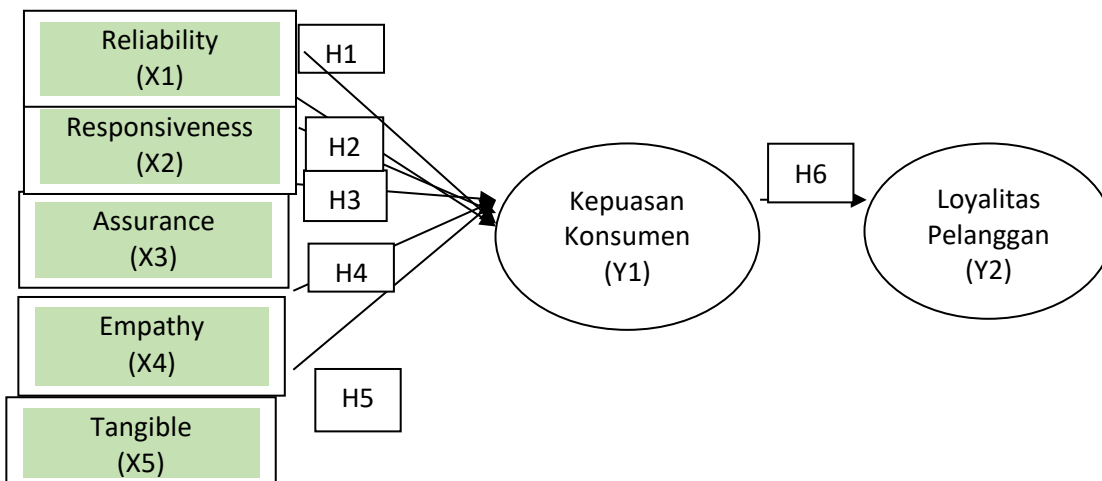 Reliability
(X1)
H1
Responsiveness
(X2)
H2
H3
Assurance
(X3)
H4
Empathy
(X4)
H5
Tangible
(X5)
Kepuasan
Konsumen
(Y1)
H6
Loyalitas
Pelanggan
(Y2)